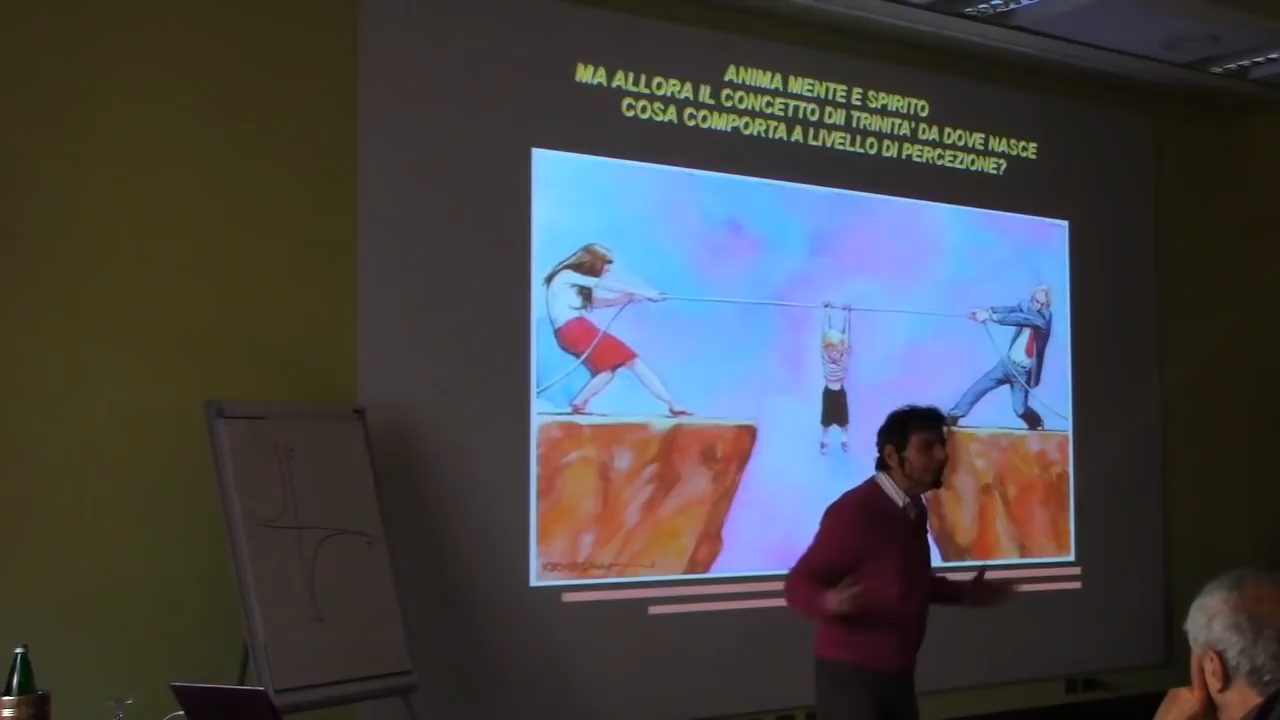 ANIMA MENTE E SPIRITO
MA ALLORA IL CONCETTO DII TRINITA' DA DOVE NASCE
COSA COMPORTA A LIVELLO DI PERCEZIONE?